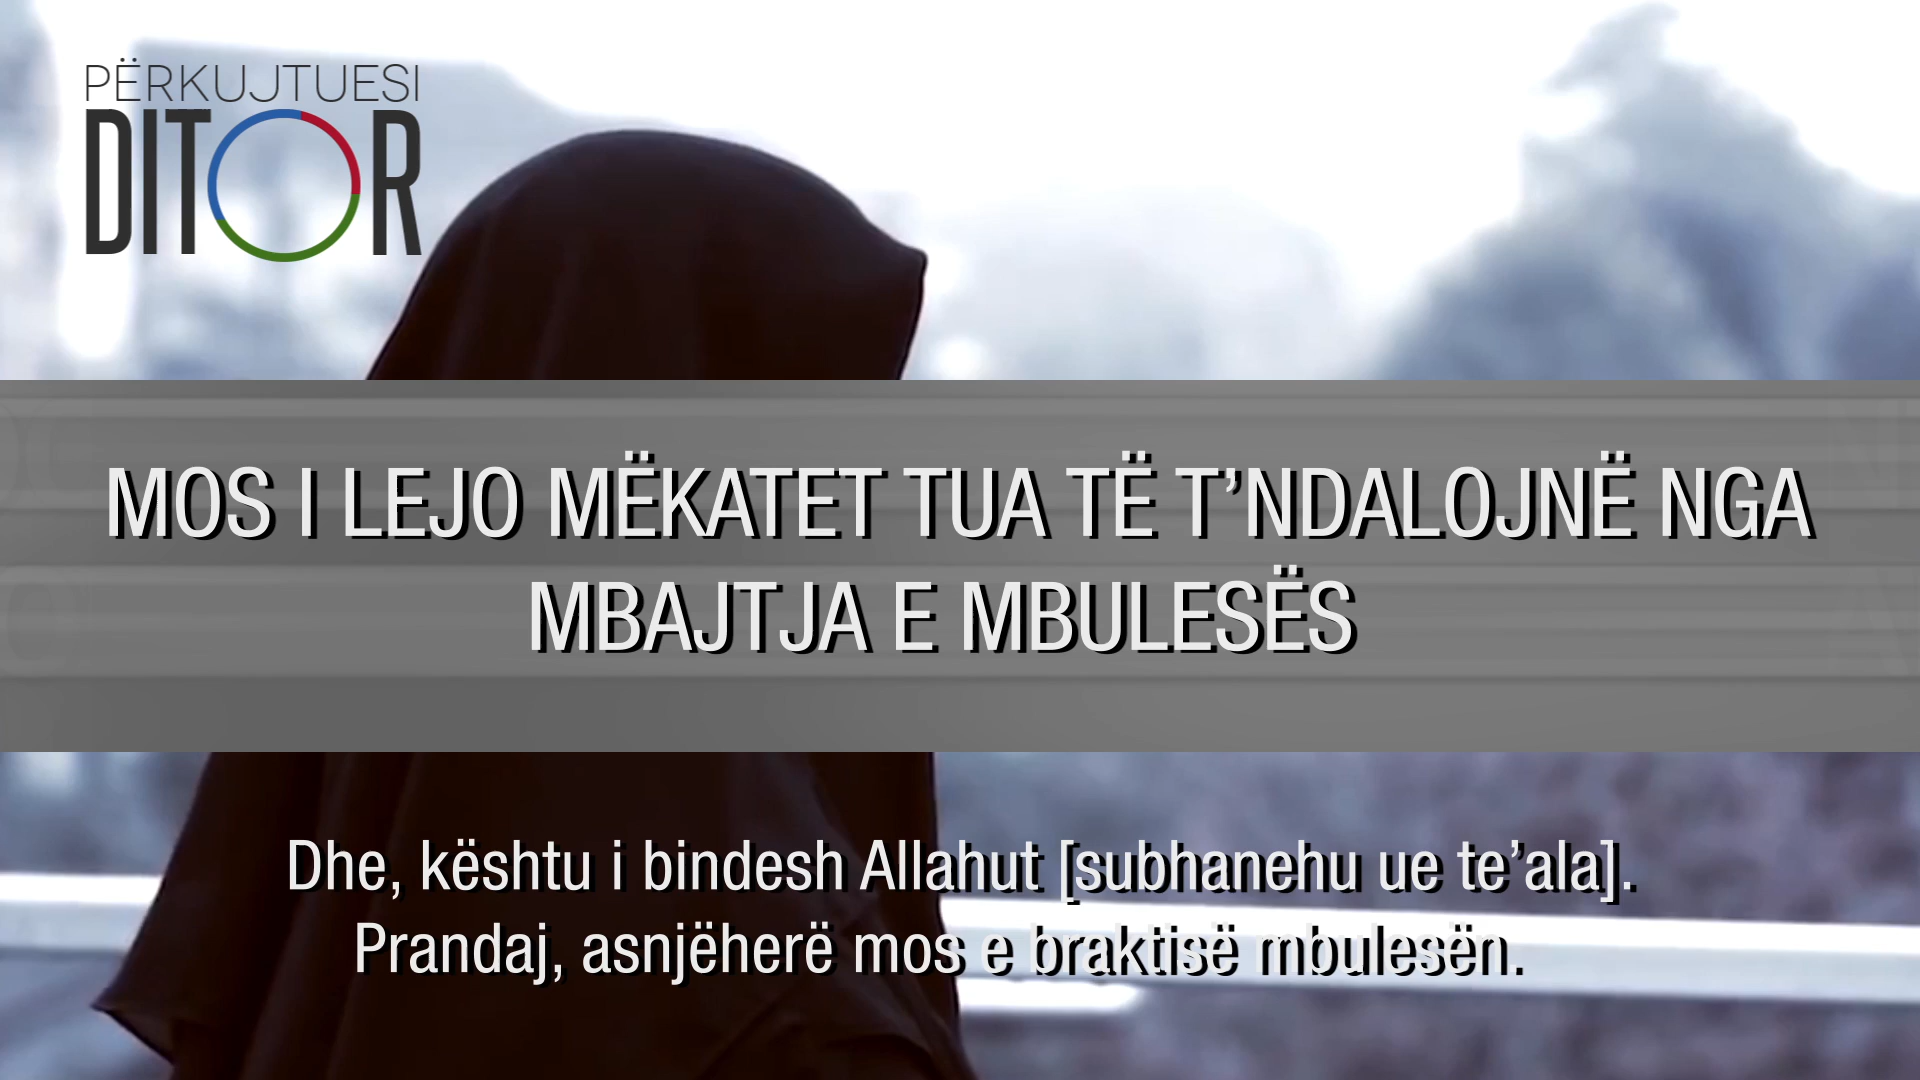 PËRKUJTUESI
DITOR
MOS I LEJO MËKATET TUA TË T’NDALOJNË NGA
MBAJTJA E MBULESËS
Dhe, kështu i bindesh Allahut [subhanehu ue te’ala].
Prandaj, asnjëherë mos e braktisë mbulesën.